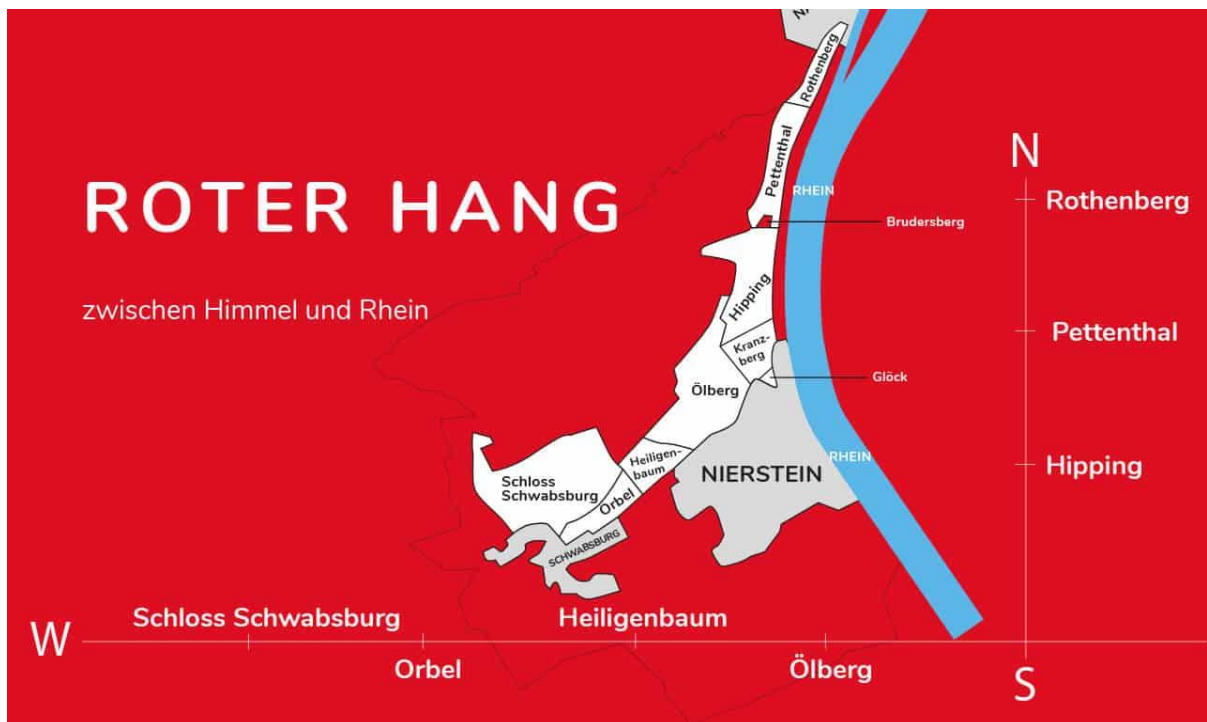 NA
Rothenberg
Pettenthal
RHEIN
Brudersberg
Hipping
Kranz-
berg
Glöck
Ölberg
Heiligen-
baum
Orbel
Schloss
Schwabsburg
SCHWABSBURG
NIERSTEIN
RHEIN
ROTER HANG
zwischen Himmel und Rhein
N
Rothenberg
Pettenthal
Hipping
S
W
Schloss Schwabsburg
Orbel
Heiligenbaum
Ölberg